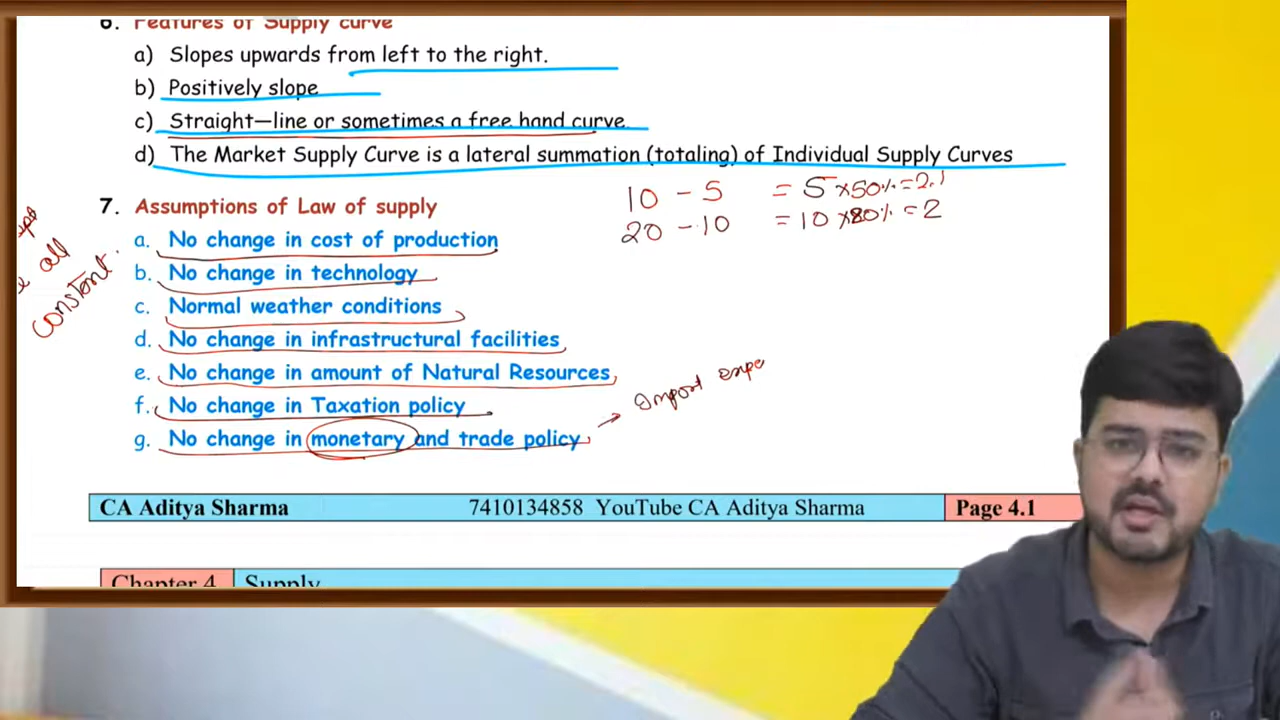 6. Features of Supply curve
a) Slopes upwards from left to the right.
b) Positively slope
c) Straight—line or sometimes a free hand curve
d) The Market Supply Curve is a lateral summation (totaling) of Individual Supply Curves
10 - 5 = 5 x 50% = 2.
20 - 10 = 10 x 20% = 2
7. Assumptions of Law of supply
all
constant.
a. No change in cost of production
b. No change in technology
c. Normal weather conditions
d. No change in infrastructural facilities
e. No change in amount of Natural Resources
f. No change in Taxation policy
g. No change in monetary and trade policy
→ Import expo
CA Aditya Sharma 7410134858 YouTube CA Aditya Sharma Page 4.1
Chapter 4 Supply